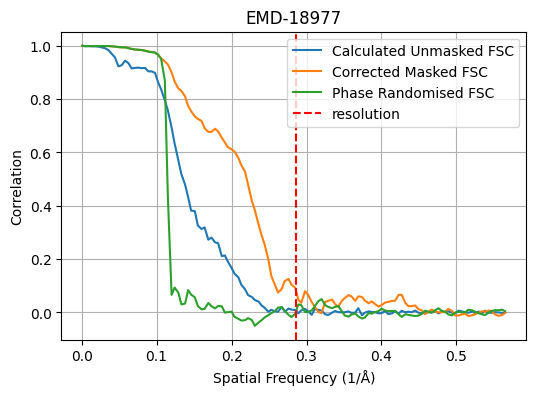 EMD-18977
Calculated Unmasked FSC
Corrected Masked FSC
Phase Randomised FSC
resolution
Correlation
1.0
0.8
0.6
0.4
0.2
0.0
0.0 0.1 0.2 0.3 0.4 0.5
Spatial Frequency (1/Å)